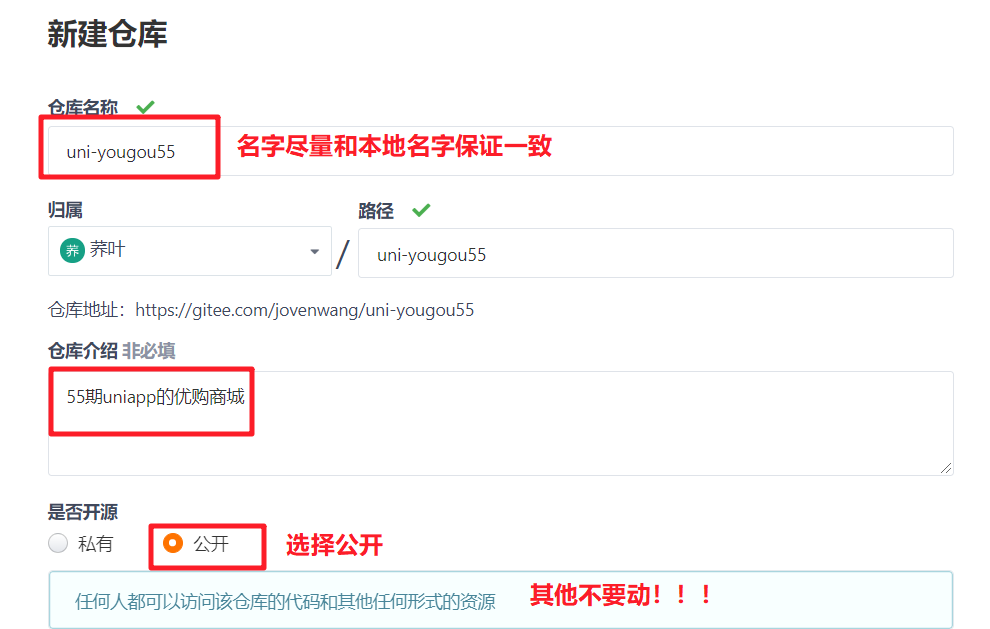 新建仓库
仓库名称
uni-yougou55
名字尽量和本地名字保证一致
归属
路径
荞 荞叶
/
uni-yougou55
仓库地址：https://gitee.com/jovenwang/uni-yougou55
仓库介绍 非必填
55期uniapp的优购商城
是否开源
私有
公开
选择公开
任何人都可以访问该仓库的代码和其他任何形式的资源
其他不要动！！！